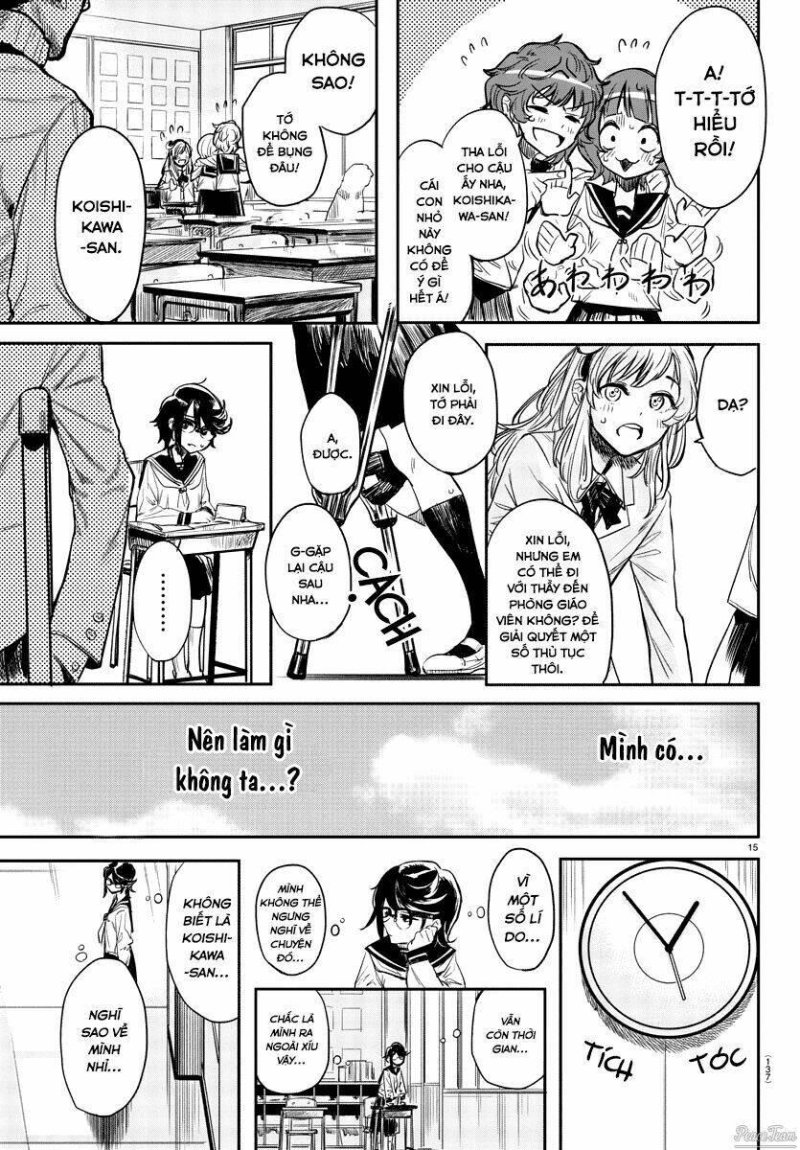 A!
T-T-T-TỚ
HIỂU
RỒI!
THA LỖI
CHO CẬU
ẤY NHA,
KOISHIKA-
WA-SAN!
CÁI
CON
NHỎ
NÀY
KHÔNG
CÓ ĐỂ
Ý GÌ
HẾT Á!
あわわわわ
KHÔNG
SAO!
TỚ
KHÔNG
ĐỂ BỤNG
ĐÂU!
KOISHI-
KAWA
-SAN.
DẠ?
XIN LỖI,
NHƯNG EM
CÓ THỂ ĐI
VỚI THẦY ĐẾN
PHÒNG GIÁO
VIÊN KHÔNG? ĐỂ
GIẢI QUYẾT MỘT
SỐ THỦ TỤC
THÔI.
XIN LỖI,
TỚ PHẢI
ĐI ĐÂY.
A,
ĐƯỢC.
G-GẶP
LẠI CẬU
SAU
NHA...
CÁCH
.........
Mình có...
Nên làm gì
không ta...?
15
TÍCH
TÓC
VÌ
MỘT
SỐ LÍ
DO...
MÌNH
KHÔNG THỂ
NGƯNG
NGHĨ VỀ
CHUYỆN
ĐÓ...
VẪN
CÒN THỜI
GIAN...
CHẮC LÀ
MÌNH RA
NGOÀI XÍU
VẬY...
KHÔNG
BIẾT LÀ
KOISHI-
KAWA
-SAN...
NGHĨ
SAO VỀ
MÌNH
NHỈ...
(137)
PeaceTeam